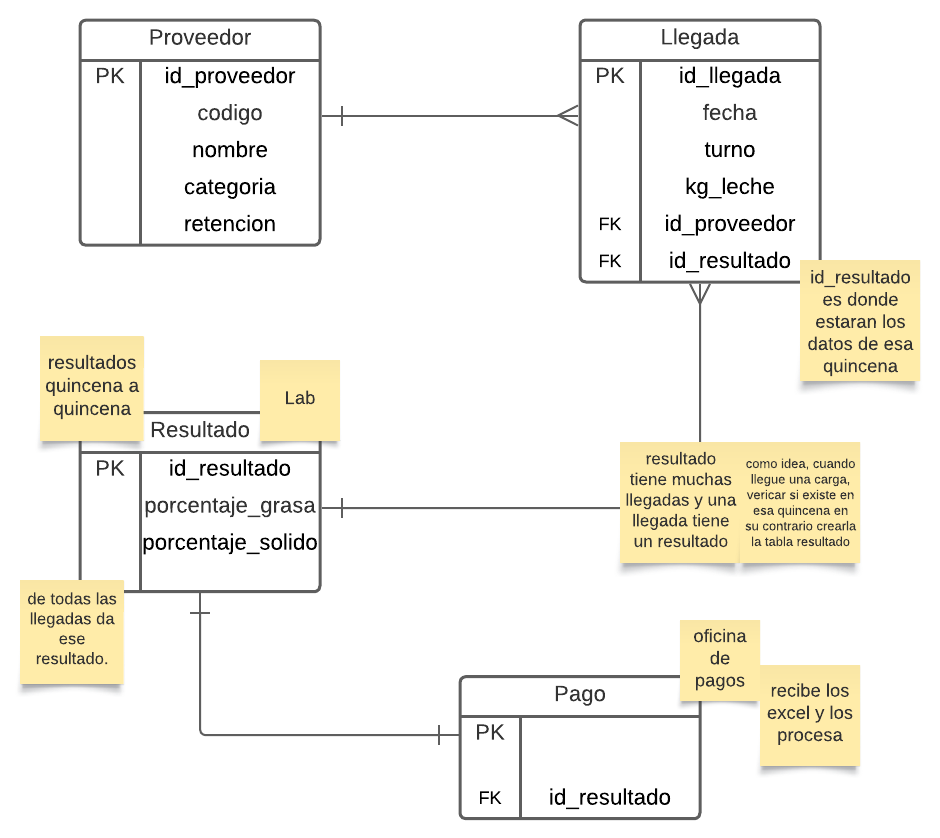 Proveedor
PK id_proveedor
codigo
nombre
categoria
retencion
Llegada
PK id_llegada
fecha
turno
kg_leche
FK id_proveedor
FK id_resultado
id_resultado
es donde
estaran los
datos de esa
quincena
resultados
quincena a
quincena
Lab
Resultado
PK id_resultado
porcentaje_grasa
porcentaje_solido
resultado
tiene muchas
llegadas y una
llegada tiene
un resultado
como idea, cuando
llegue una carga,
vericar si existe en
esa quincena en
su contrario crearla
la tabla resultado
de todas las
llegadas da
ese
resultado.
oficina
de
pagos
recibe los
excel y los
procesa
Pago
PK
FK id_resultado